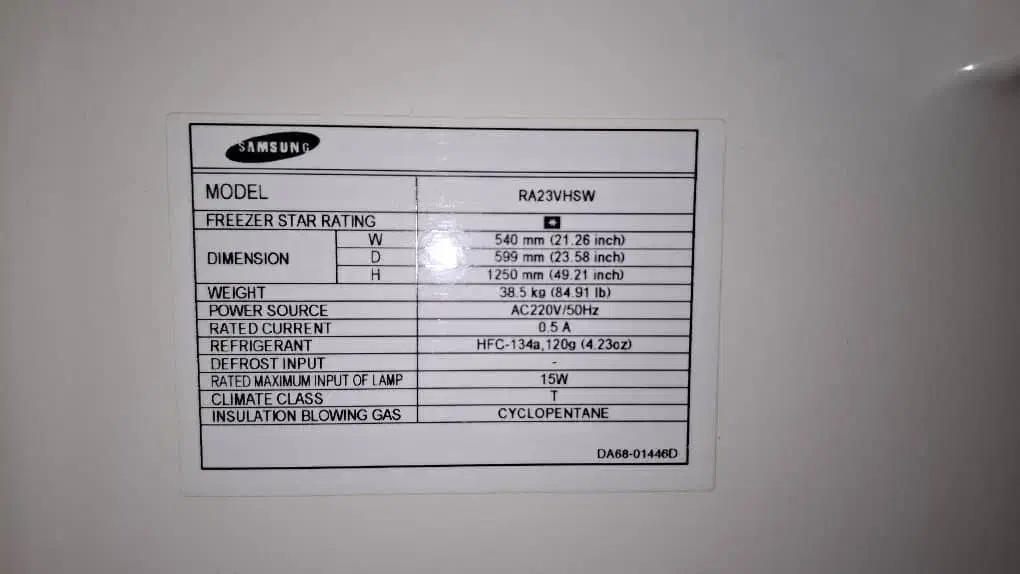 SAMSUNG
MODEL RA23VHSW
FREEZER STAR RATING
DIMENSION W 540 mm (21.26 inch)
D 599 mm (23.58 inch)
H 1250 mm (49.21 inch)
WEIGHT 38.5 kg (84.91 lb)
POWER SOURCE AC220V/50Hz
RATED CURRENT 0.5 A
REFRIGERANT HFC-134a,120g (4.23oz)
DEFROST INPUT -
RATED MAXIMUM INPUT OF LAMP 15W
CLIMATE CLASS T
INSULATION BLOWING GAS CYCLOPENTANE
DA68-01446D